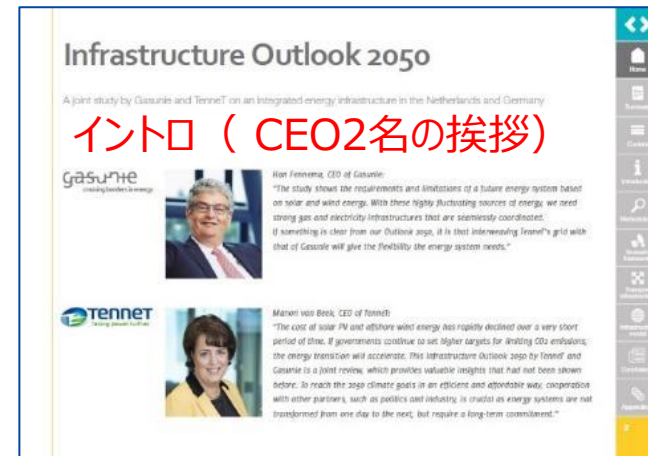 Infrastructure Outlook 2050
A joint study by Gasunie and TenneT on an integrated energy infrastructure in the Netherlands and Germany
イントロ（ CEO2名の挨拶）
gasunie
crossing borders in energy
Han Fennema, CEO of Gasunie:
"The study shows the requirements and limitations of a future energy system based
on solar and wind energy. With these highly fluctuating sources of energy, we need
strong gas and electricity infrastructures that are seamlessly coordinated.
If something is clear from our Outlook 2050, it is that interweaving TenneT's grid with
that of Gasunie will give the flexibility the energy system needs."
TENNET
Taking power further
Manon van Beek, CEO of TenneT:
"The cost of solar PV and offshore wind energy has rapidly declined over a very short
period of time. If governments continue to set higher targets for limiting CO2 emissions,
the energy transition will accelerate. This Infrastructure Outlook 2050 by TenneT and
Gasunie is a joint review, which provides valuable insights that had not been shown
before. To reach the 2050 climate goals in an efficient and affordable way, cooperation
with other partners, such as politics and industry, is crucial as energy systems are not
transformed from one day to the next, but require a long-term commitment."
Home
2